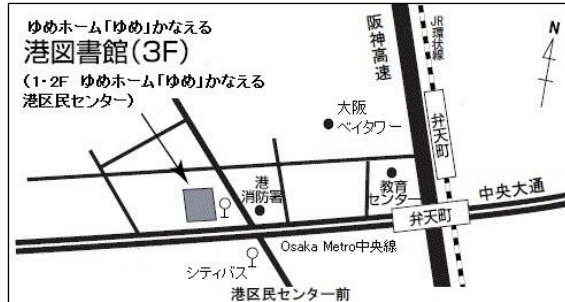 ゆめホーム「ゆめ」かなえる
港図書館(3F)
(1・2F ゆめホーム「ゆめ」かなえる
港区民センター)
阪神高速
JR環状線
N
大阪
ベイタワー
弁天町
港
消防署
教育
センター
中央大通
弁天町
Osaka Metro中央線
シティバス
港区民センター前